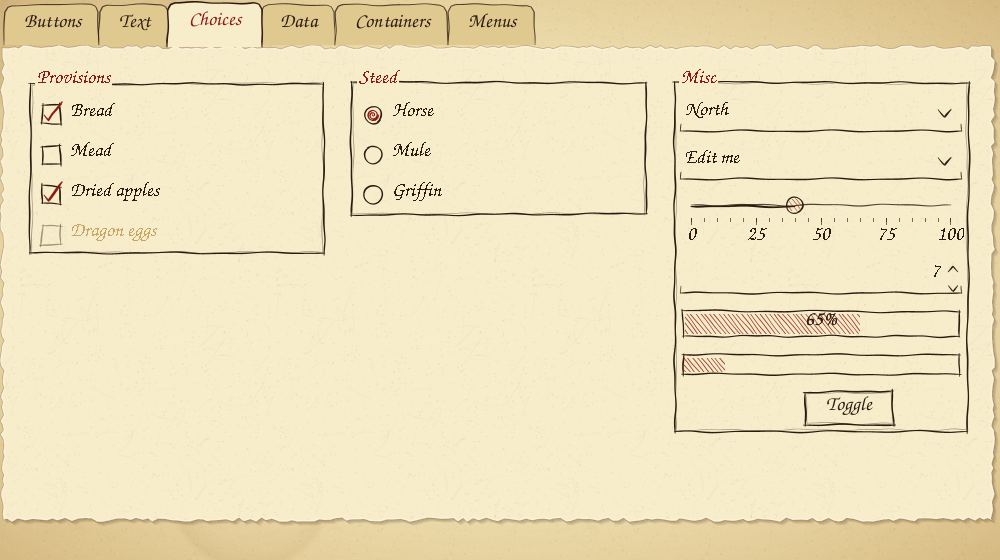 Buttons Text Choices Data Containers Menus
Provisions
Bread
Mead
Dried apples
Dragon eggs
Steed
Horse
Mule
Griffin
Misc
North
Edit me
0 25 50 75 100
7
65%
Toggle